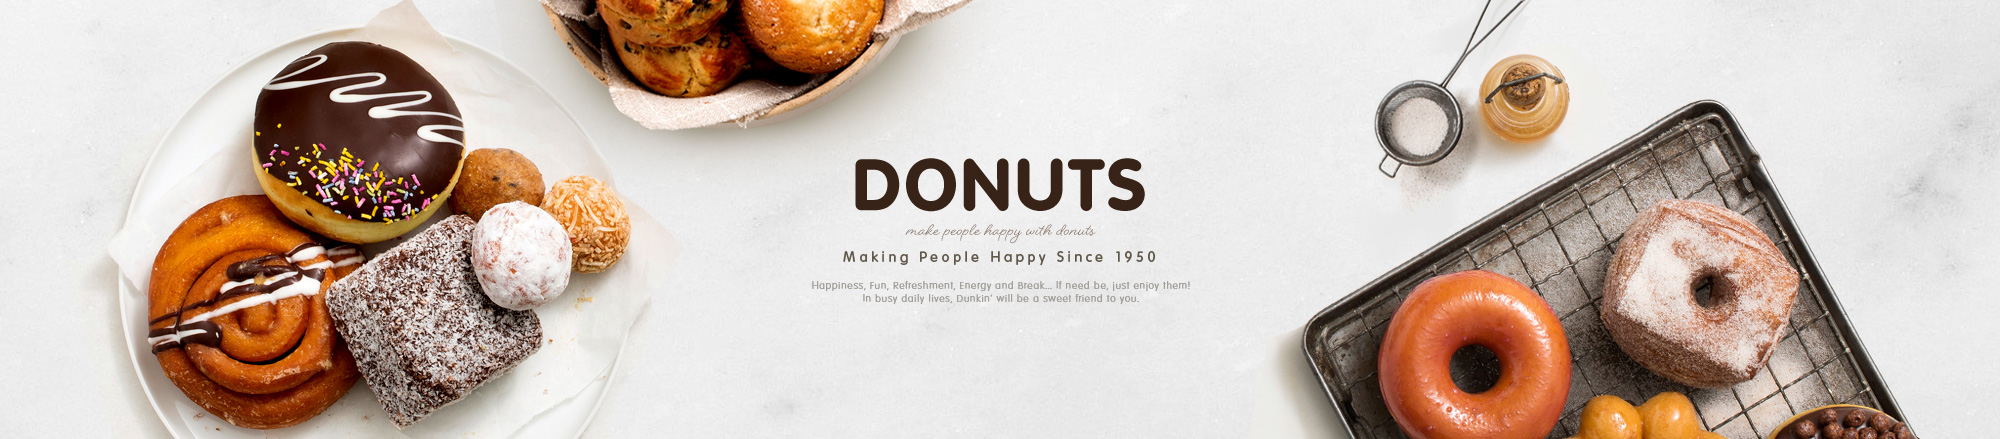 DONUTS
make people happy with donuts
Making People Happy Since 1950
Happiness, Fun, Refreshment, Energy and Break... If need be, just enjoy them!
In busy daily lives, Dunkin' will be a sweet friend to you.